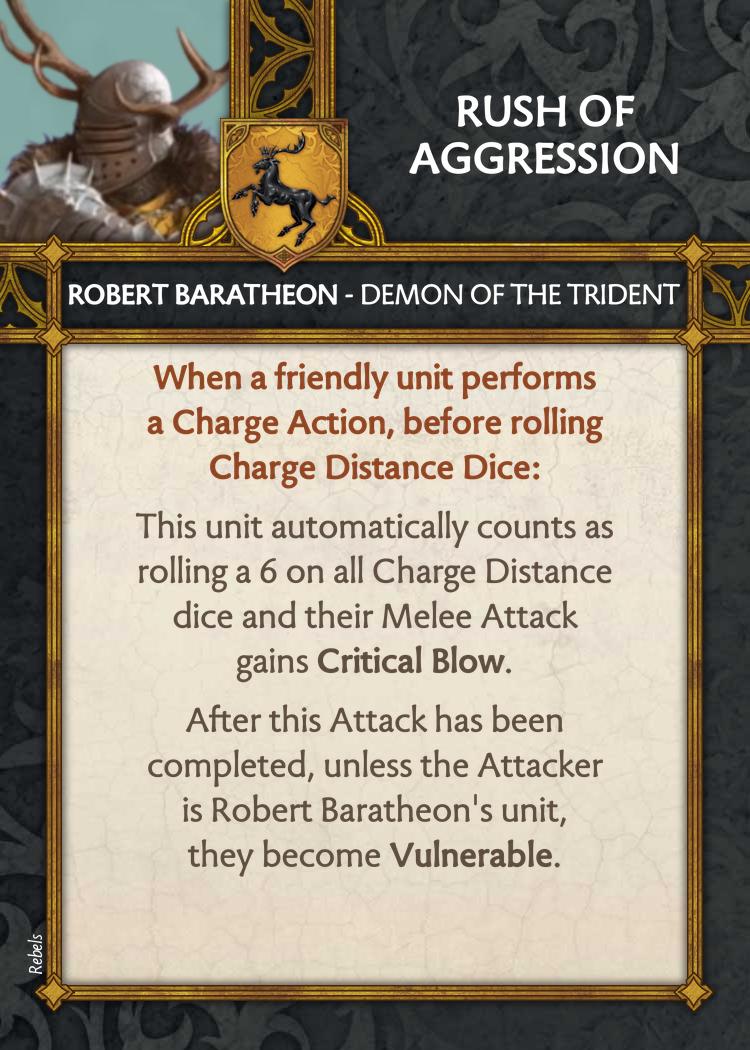 RUSH OF
AGGRESSION
ROBERT BARATHEON - DEMON OF THE TRIDENT
When a friendly unit performs
a Charge Action, before rolling
Charge Distance Dice:
This unit automatically counts as
rolling a 6 on all Charge Distance
dice and their Melee Attack
gains Critical Blow.
After this Attack has been
completed, unless the Attacker
is Robert Baratheon's unit,
they become Vulnerable.
Rebels